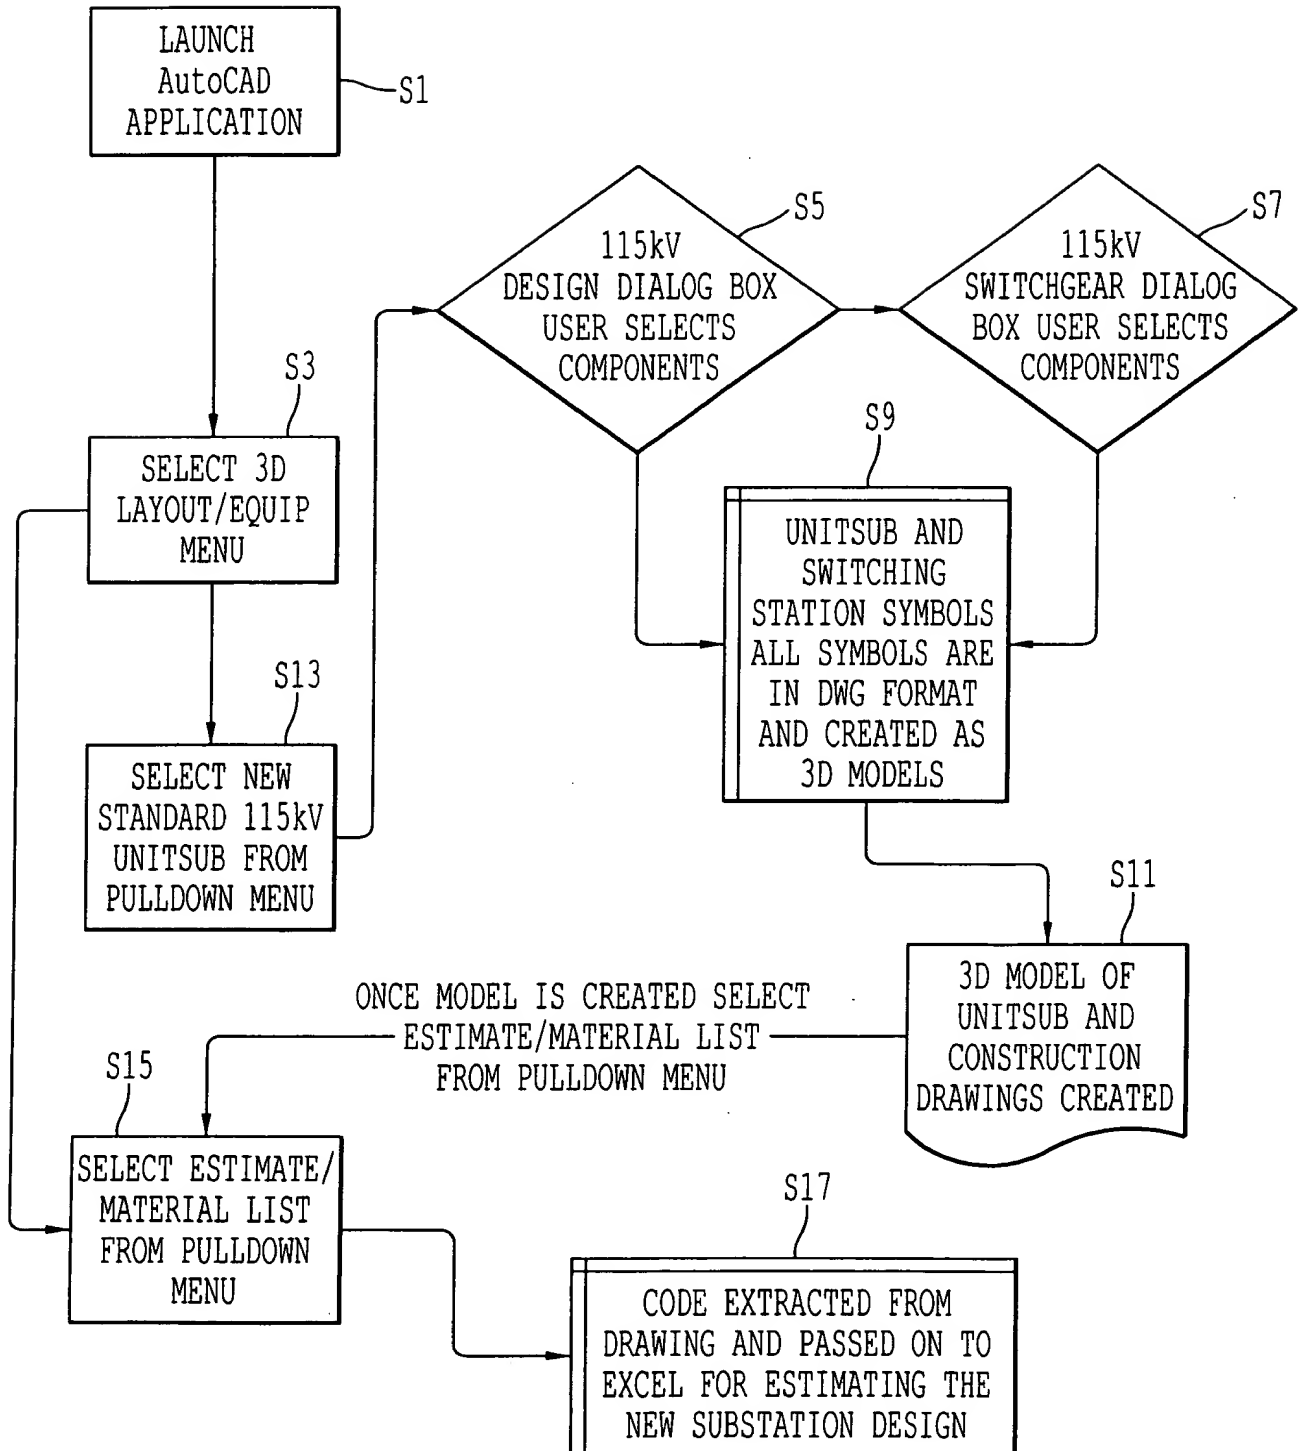 LAUNCH
AutoCAD
APPLICATION
S1
S3
SELECT 3D
LAYOUT/EQUIP
MENU
S13
SELECT NEW
STANDARD 115kV
UNITSUB FROM
PULLDOWN MENU
S5
115kV
DESIGN DIALOG BOX
USER SELECTS
COMPONENTS
S7
115kV
SWITCHGEAR DIALOG
BOX USER SELECTS
COMPONENTS
S9
UNITSUB AND
SWITCHING
STATION SYMBOLS
ALL SYMBOLS ARE
IN DWG FORMAT
AND CREATED AS
3D MODELS
S11
3D MODEL OF
UNITSUB AND
CONSTRUCTION
DRAWINGS CREATED
ONCE MODEL IS CREATED SELECT
ESTIMATE/MATERIAL LIST
FROM PULLDOWN MENU
S15
SELECT ESTIMATE/
MATERIAL LIST
FROM PULLDOWN
MENU
S17
CODE EXTRACTED FROM
DRAWING AND PASSED ON TO
EXCEL FOR ESTIMATING THE
NEW SUBSTATION DESIGN